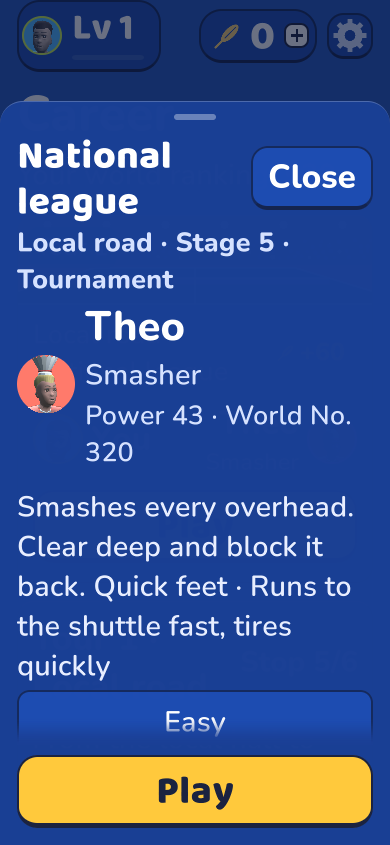 Lv 1
0
Career
National
league
Close
Local road · Stage 5 ·
Tournament
Theo
Smasher
Power 43 · World No.
320
Smashes every overhead.
Clear deep and block it
back. Quick feet · Runs to
the shuttle fast, tires
quickly
Easy
Play